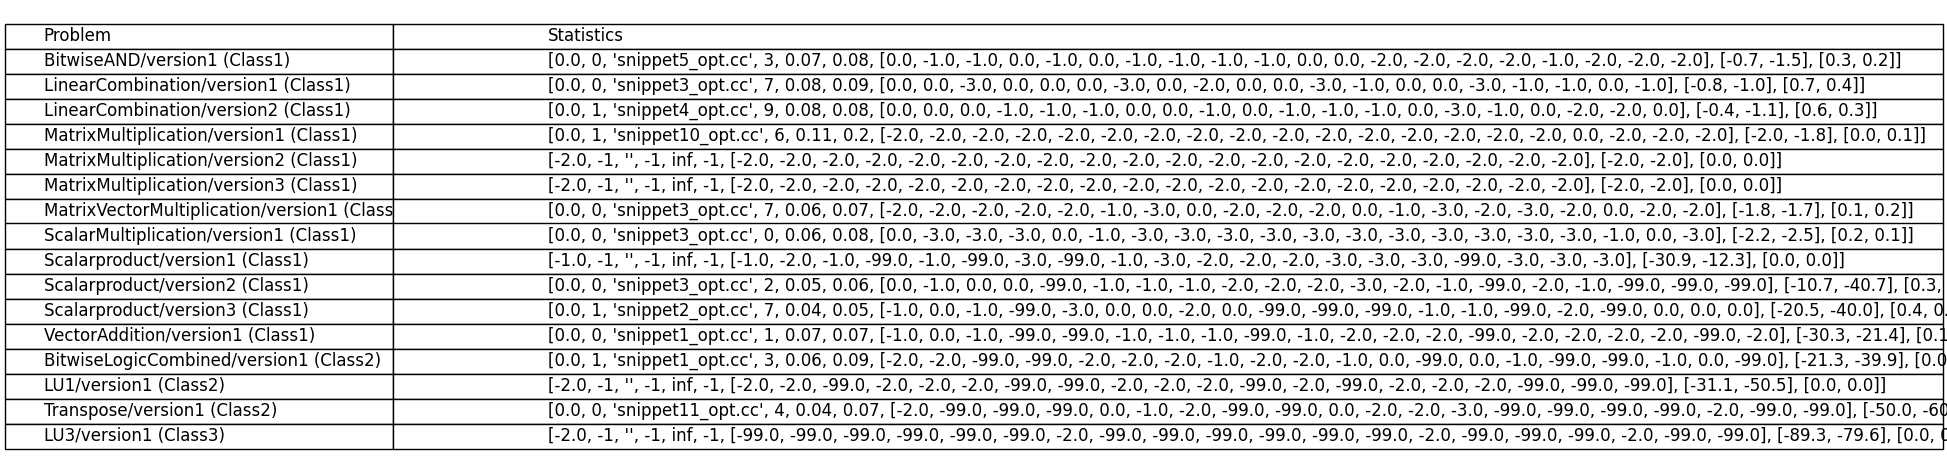 Problem Statistics
BitwiseAND/version1 (Class1) [0.0, 0, 'snippet5_opt.cc', 3, 0.07, 0.08, [0.0, -1.0, -1.0, 0.0, -1.0, 0.0, -1.0, -1.0, -1.0, -1.0, 0.0, 0.0, -2.0, -2.0, -2.0, -2.0, -1.0, -2.0, -2.0, -2.0], [-0.7, -1.5], [0.3, 0.2]]
LinearCombination/version1 (Class1) [0.0, 0, 'snippet3_opt.cc', 7, 0.08, 0.09, [0.0, 0.0, -3.0, 0.0, 0.0, 0.0, -3.0, 0.0, -2.0, 0.0, 0.0, -3.0, -1.0, 0.0, 0.0, -3.0, -1.0, -1.0, 0.0, -1.0], [-0.8, -1.0], [0.7, 0.4]]
LinearCombination/version2 (Class1) [0.0, 1, 'snippet4_opt.cc', 9, 0.08, 0.08, [0.0, 0.0, 0.0, -1.0, -1.0, -1.0, 0.0, 0.0, -1.0, 0.0, -1.0, -1.0, -1.0, 0.0, -3.0, -1.0, 0.0, -2.0, -2.0, 0.0], [-0.4, -1.1], [0.6, 0.3]]
MatrixMultiplication/version1 (Class1) [0.0, 1, 'snippet10_opt.cc', 6, 0.11, 0.2, [-2.0, -2.0, -2.0, -2.0, -2.0, -2.0, -2.0, -2.0, -2.0, -2.0, -2.0, -2.0, -2.0, -2.0, -2.0, -2.0, 0.0, -2.0, -2.0, -2.0], [-2.0, -1.8], [0.0, 0.1]]
MatrixMultiplication/version2 (Class1) [-2.0, -1, '', -1, inf, -1, [-2.0, -2.0, -2.0, -2.0, -2.0, -2.0, -2.0, -2.0, -2.0, -2.0, -2.0, -2.0, -2.0, -2.0, -2.0, -2.0, -2.0, -2.0, -2.0, -2.0], [-2.0, -2.0], [0.0, 0.0]]
MatrixMultiplication/version3 (Class1) [-2.0, -1, '', -1, inf, -1, [-2.0, -2.0, -2.0, -2.0, -2.0, -2.0, -2.0, -2.0, -2.0, -2.0, -2.0, -2.0, -2.0, -2.0, -2.0, -2.0, -2.0, -2.0, -2.0, -2.0], [-2.0, -2.0], [0.0, 0.0]]
MatrixVectorMultiplication/version1 (Class [0.0, 0, 'snippet3_opt.cc', 7, 0.06, 0.07, [-2.0, -2.0, -2.0, -2.0, -2.0, -1.0, -3.0, 0.0, -2.0, -2.0, -2.0, 0.0, -1.0, -3.0, -2.0, -3.0, -2.0, 0.0, -2.0, -2.0], [-1.8, -1.7], [0.1, 0.2]]
ScalarMultiplication/version1 (Class1) [0.0, 0, 'snippet3_opt.cc', 0, 0.06, 0.08, [0.0, -3.0, -3.0, -3.0, 0.0, -1.0, -3.0, -3.0, -3.0, -3.0, -3.0, -3.0, -3.0, -3.0, -3.0, -3.0, -3.0, -1.0, 0.0, -3.0], [-2.2, -2.5], [0.2, 0.1]]
Scalarproduct/version1 (Class1) [-1.0, -1, '', -1, inf, -1, [-1.0, -2.0, -1.0, -99.0, -1.0, -99.0, -3.0, -99.0, -1.0, -3.0, -2.0, -2.0, -2.0, -3.0, -3.0, -3.0, -99.0, -3.0, -3.0, -3.0], [-30.9, -12.3], [0.0, 0.0]]
Scalarproduct/version2 (Class1) [0.0, 0, 'snippet3_opt.cc', 2, 0.05, 0.06, [0.0, -1.0, 0.0, 0.0, -99.0, -1.0, -1.0, -1.0, -2.0, -2.0, -2.0, -3.0, -2.0, -1.0, -99.0, -2.0, -1.0, -99.0, -99.0, -99.0], [-10.7, -40.7], [0.3,
Scalarproduct/version3 (Class1) [0.0, 1, 'snippet2_opt.cc', 7, 0.04, 0.05, [-1.0, 0.0, -1.0, -99.0, -3.0, 0.0, 0.0, -2.0, 0.0, -99.0, -99.0, -99.0, -1.0, -1.0, -99.0, -2.0, -99.0, 0.0, 0.0, 0.0], [-20.5, -40.0], [0.4, 0.
VectorAddition/version1 (Class1) [0.0, 0, 'snippet1_opt.cc', 1, 0.07, 0.07, [-1.0, 0.0, -1.0, -99.0, -99.0, -1.0, -1.0, -1.0, -99.0, -1.0, -2.0, -2.0, -2.0, -99.0, -2.0, -2.0, -2.0, -2.0, -99.0, -2.0], [-30.3, -21.4], [0.1
BitwiseLogicCombined/version1 (Class2) [0.0, 1, 'snippet1_opt.cc', 3, 0.06, 0.09, [-2.0, -2.0, -99.0, -99.0, -2.0, -2.0, -2.0, -1.0, -2.0, -2.0, -1.0, 0.0, -99.0, 0.0, -1.0, -99.0, -99.0, -1.0, 0.0, -99.0], [-21.3, -39.9], [0.0
LU1/version1 (Class2) [-2.0, -1, '', -1, inf, -1, [-2.0, -2.0, -99.0, -2.0, -2.0, -2.0, -99.0, -99.0, -2.0, -2.0, -2.0, -99.0, -2.0, -99.0, -2.0, -2.0, -2.0, -99.0, -99.0, -99.0], [-31.1, -50.5], [0.0, 0.0]]
Transpose/version1 (Class2) [0.0, 0, 'snippet11_opt.cc', 4, 0.04, 0.07, [-2.0, -99.0, -99.0, -99.0, 0.0, -1.0, -2.0, -99.0, -99.0, 0.0, -2.0, -2.0, -3.0, -99.0, -99.0, -99.0, -99.0, -2.0, -99.0, -99.0], [-50.0, -60
LU3/version1 (Class3) [-2.0, -1, '', -1, inf, -1, [-99.0, -99.0, -99.0, -99.0, -99.0, -99.0, -2.0, -99.0, -99.0, -99.0, -99.0, -99.0, -99.0, -2.0, -99.0, -99.0, -99.0, -2.0, -99.0, -99.0], [-89.3, -79.6], [0.0, 0